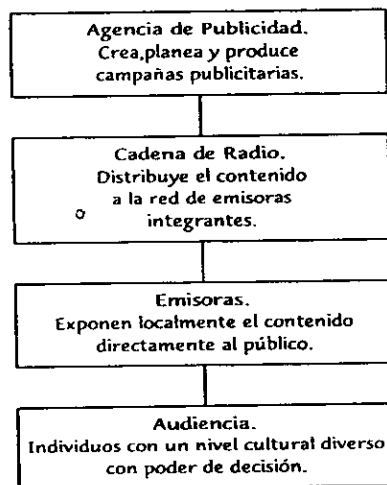 Agencia de Publicidad.
Crea,planea y produce
campañas publicitarias.
Cadena de Radio.
Distribuye el contenido
a la red de emisoras
integrantes.
Emisoras.
Exponen localmente el contenido
directamente al público.
Audiencia.
Individuos con un nivel cultural diverso
con poder de decisión.